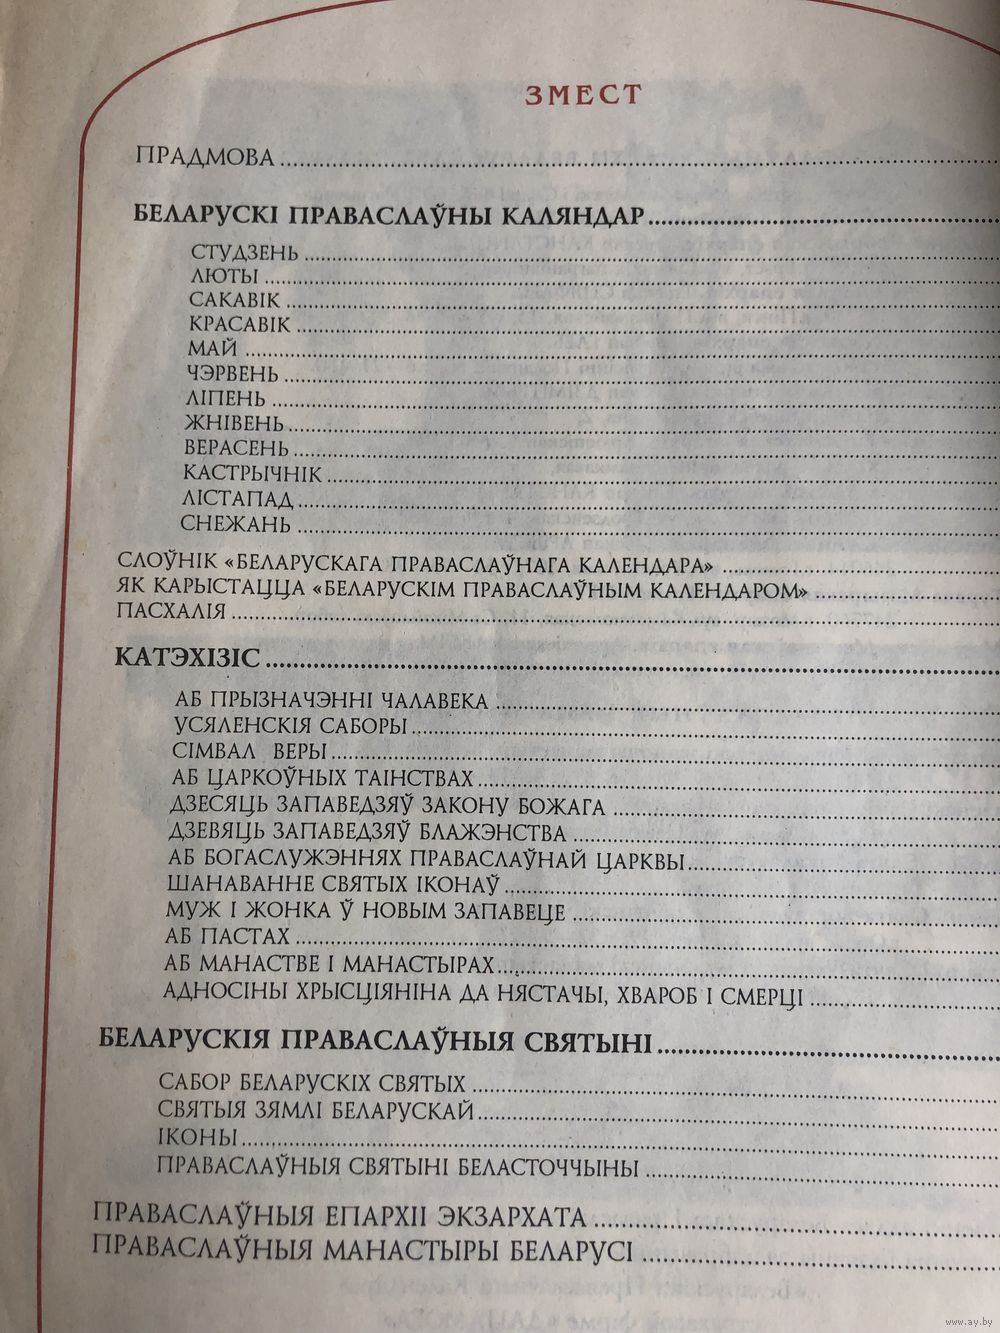 ЗМЕСТ
ПРАДМОВА
БЕЛАРУСКІ ПРАВАСЛАЎНЫ КАЛЯНДАР
СТУДЗЕНЬ
ЛЮТЫ
САКАВІК
КРАСАВІК
МАЙ
ЧЭРВЕНЬ
ЛІПЕНЬ
ЖНІВЕНЬ
ВЕРАСЕНЬ
КАСТРЫЧНІК
ЛІСТАПАД
СНЕЖАНЬ
СЛОЎНІК «БЕЛАРУСКАГА ПРАВАСЛАЎНАГА КАЛЕНДАРА»
ЯК КАРЫСТАЦЦА «БЕЛАРУСКІМ ПРАВАСЛАЎНЫМ КАЛЕНДАРОМ»
ПАСХАЛІЯ
КАТЭХІЗІС
АБ ПРЫЗНАЧЭННІ ЧАЛАВЕКА
УСЯЛЕНСКІЯ САБОРЫ
СІМВАЛ ВЕРЫ
АБ ЦАРКОЎНЫХ ТАІНСТВАХ
ДЗЕСЯЦЬ ЗАПАВЕДЗЯЎ ЗАКОНУ БОЖАГА
ДЗЕВЯЦЬ ЗАПАВЕДЗЯЎ БЛАЖЭНСТВА
АБ БОГАСЛУЖЭННЯХ ПРАВАСЛАЎНАЙ ЦАРКВЫ
ШАНАВАННЕ СВЯТЫХ ІКОНАЎ
МУЖ І ЖОНКА Ў НОВЫМ ЗАПАВЕЦЕ
АБ ПАСТАХ
АБ МАНАСТВЕ І МАНАСТЫРАХ
АДНОСІНЫ ХРЫСЦІЯНІНА ДА НЯСТАЧЫ, ХВАРОБ І СМЕРЦІ
БЕЛАРУСКІЯ ПРАВАСЛАЎНЫЯ СВЯТЫНІ
САБОР БЕЛАРУСКІХ СВЯТЫХ
СВЯТЫЯ ЗЯМЛІ БЕЛАРУСКАЙ
ІКОНЫ
ПРАВАСЛАЎНЫЯ СВЯТЫНІ БЕЛАСТОЧЧЫНЫ
ПРАВАСЛАЎНЫЯ ЕПАРХІІ ЭКЗАРХАТА
ПРАВАСЛАЎНЫЯ МАНАСТЫРЫ БЕЛАРУСІ
www.ay.by